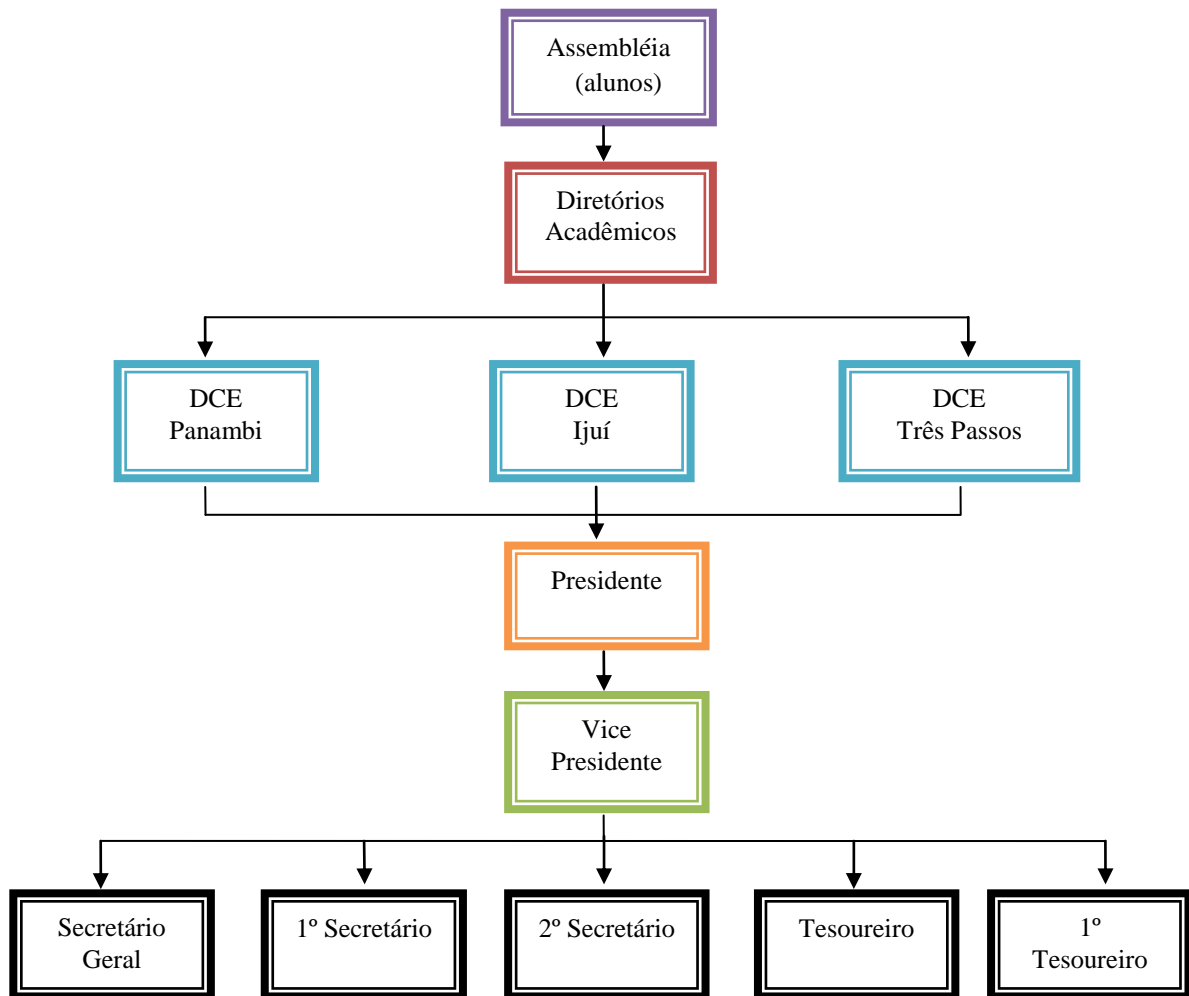 Assembléia
(alunos)
Diretórios
Acadêmicos
DCE
Panambi
DCE
Ijuí
DCE
Três Passos
Presidente
Vice
Presidente
Secretário
Geral
1º Secretário
2º Secretário
Tesoureiro
1º
Tesoureiro